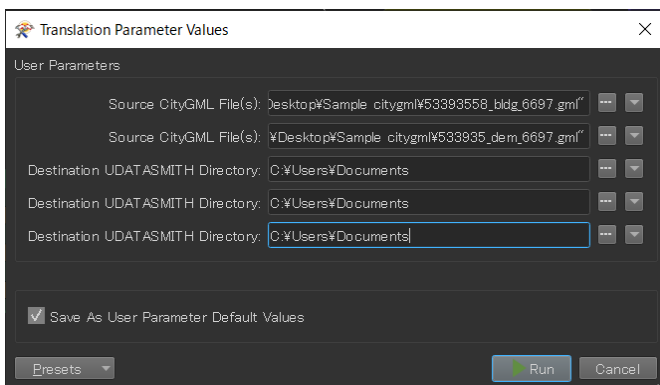 Translation Parameter Values
User Parameters
Source CityGML File(s): Desktop¥Sample citygml¥53393558_bldg_6697.gml"
Source CityGML File(s): ¥Desktop¥Sample citygml¥533935_dem_6697.gml"
Destination UDATASMITH Directory: C:¥Users¥Documents
Destination UDATASMITH Directory: C:¥Users¥Documents
Destination UDATASMITH Directory: C:¥Users¥Documents
Save As User Parameter Default Values
Presets Run Cancel